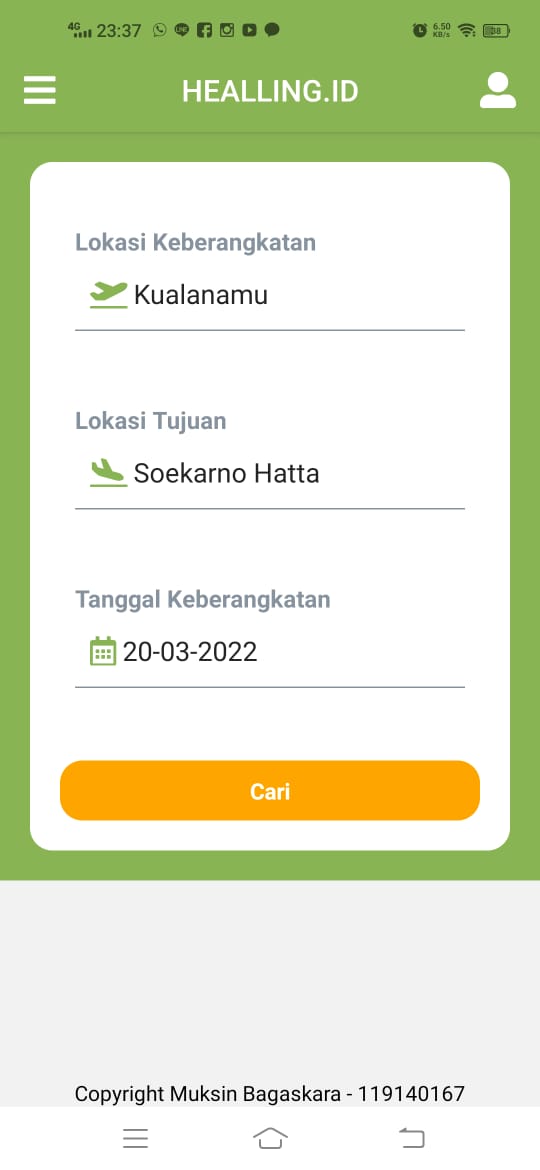 4G 23:37 6.50 KB/s 38
HEALLING.ID
Lokasi Keberangkatan
Kualanamu
Lokasi Tujuan
Soekarno Hatta
Tanggal Keberangkatan
20-03-2022
Cari
Copyright Muksin Bagaskara - 119140167